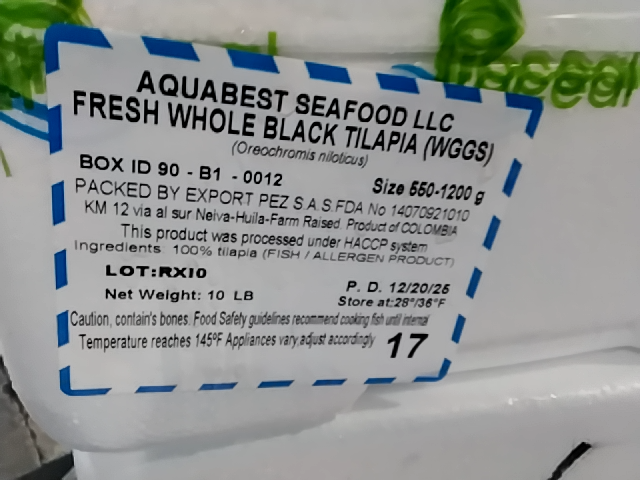 AQUABEST SEAFOOD LLC
FRESH WHOLE BLACK TILAPIA (WGGS)
(Oreochromis niloticus)
BOX ID 90 - B1 - 0012
Size 550-1200 g
PACKED BY EXPORT PEZ S.A.S.FDA No 14070921010
KM 12 via al sur Neiva-Huila-Farm Raised. Product of COLOMBIA
This product was processed under HACCP system
Ingredients: 100% tilapia (FISH / ALLERGEN PRODUCT)
LOT:RX10
P. D. 12/20/25
Net Weight: 10 LB
Store at:28°/36°F
Caution, contain's bones. Food Safety guidelines recommend cooking fish until internal
Temperature reaches 145ºF Appliances vary,adjust accordingly
17